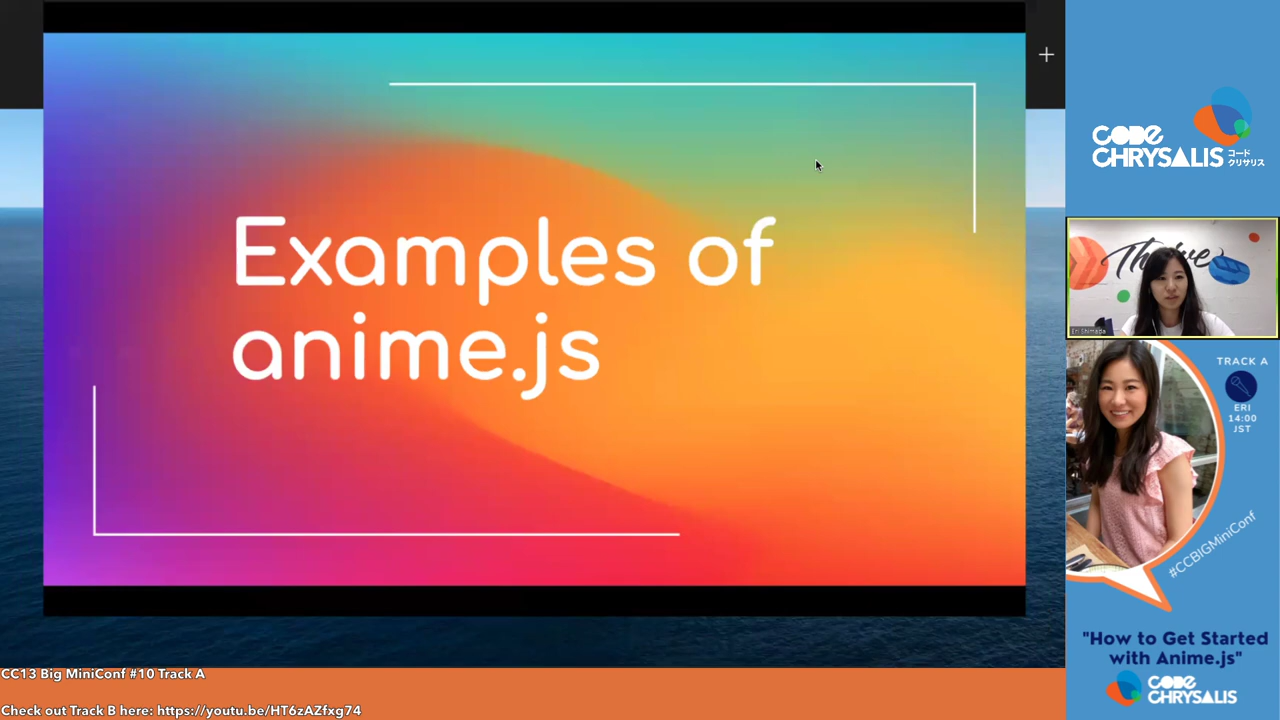 Examples of
anime.js
CODE
CHRYSALIS
コード
クリサリス
Thrive
Eri Shimada
TRACK A
ERI
14:00
JST
#CCBIGMiniConf
"How to Get Started
with Anime.js"
CODE
CHRYSALIS
CC13 Big MiniConf #10 Track A
Check out Track B here: https://youtu.be/HT6zAZfxg74